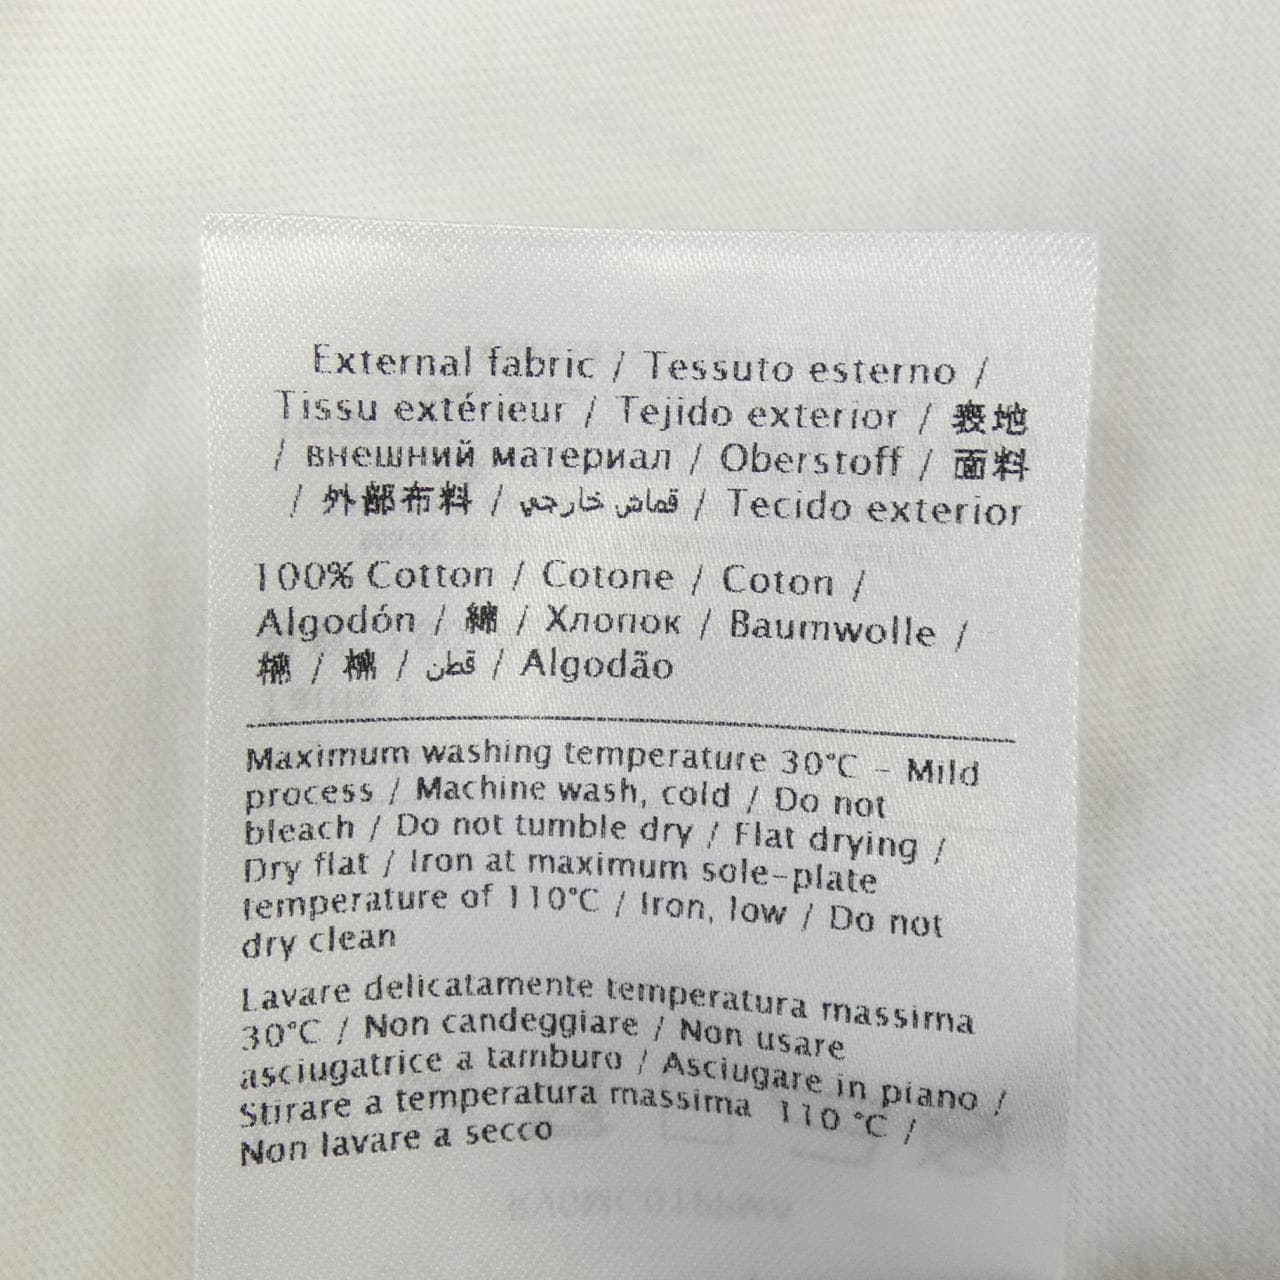 External fabric / Tessuto esterno /
Tissu extérieur / Tejido exterior / 表地
/ внешний материал / Oberstoff / 面料
/ 外部布料 / قماش خارجي / Tecido exterior
100% Cotton / Cotone / Coton /
Algodón / 綿 / Хлопок / Baumwolle /
棉 / 棉 / قطن / Algodão
Maximum washing temperature 30°C - Mild
process / Machine wash, cold / Do not
bleach / Do not tumble dry / Flat drying /
Dry flat / Iron at maximum sole-plate
temperature of 110°C / Iron, low / Do not
dry clean
Lavare delicatamente temperatura massima
30°C / Non candeggiare / Non usare
asciugatrice a tamburo / Asciugare in piano /
Stirare a temperatura massima 110 °C /
Non lavare a secco